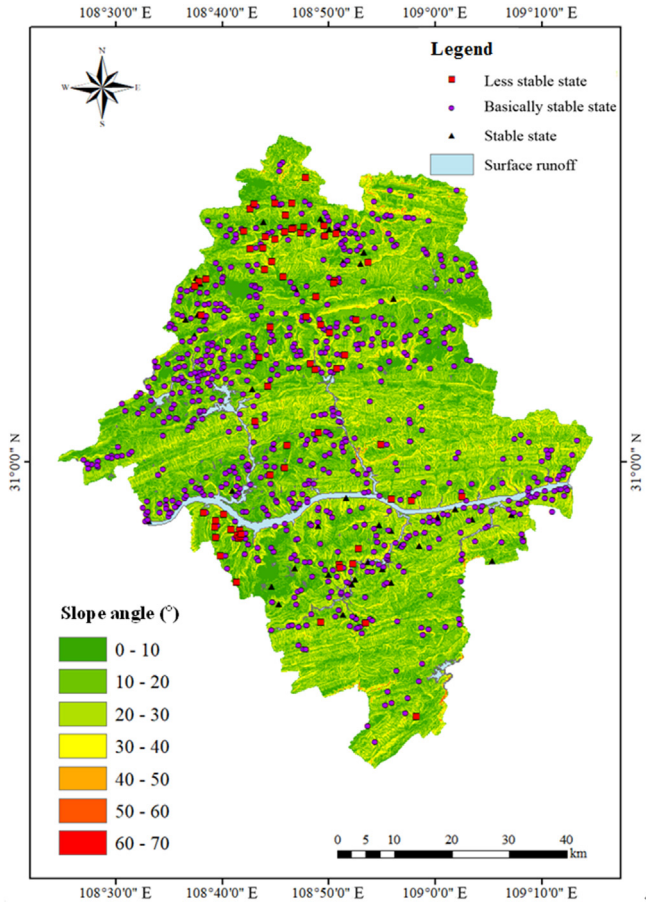 108°30'0" E 108°40'0" E 108°50'0" E 109°0'0" E 109°10'0" E
Legend
N
W E
S
Less stable state
Basically stable state
Stable state
Surface runoff
31°0'0" N 31°0'0" N
Slope angle (°)
0 - 10
10 - 20
20 - 30
30 - 40
40 - 50
50 - 60
60 - 70
0 5 10 20 30 40
km
108°30'0" E 108°40'0" E 108°50'0" E 109°0'0" E 109°10'0" E